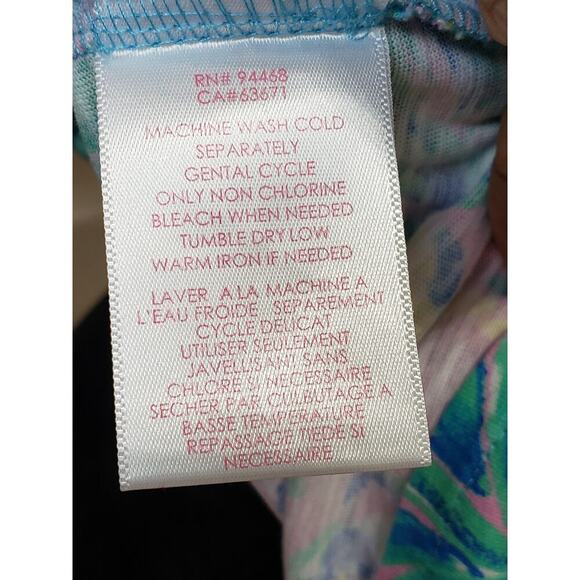 RN# 94468
CA#63671
MACHINE WASH COLD
SEPARATELY
GENTAL CYCLE
ONLY NON CHLORINE
BLEACH WHEN NEEDED
TUMBLE DRY LOW
WARM IRON IF NEEDED
LAVER A LA MACHINE A
L'EAU FROIDE SEPAREMENT
CYCLE DELICAT
UTILISER SEULEMENT
JAVELLISANT SANS
CHLORE SI NECESSAIRE
SECHER PAR CULBUTAGE A
BASSE TEMPERATURE
REPASSAGE TIEDE SI
NECESSAIRE